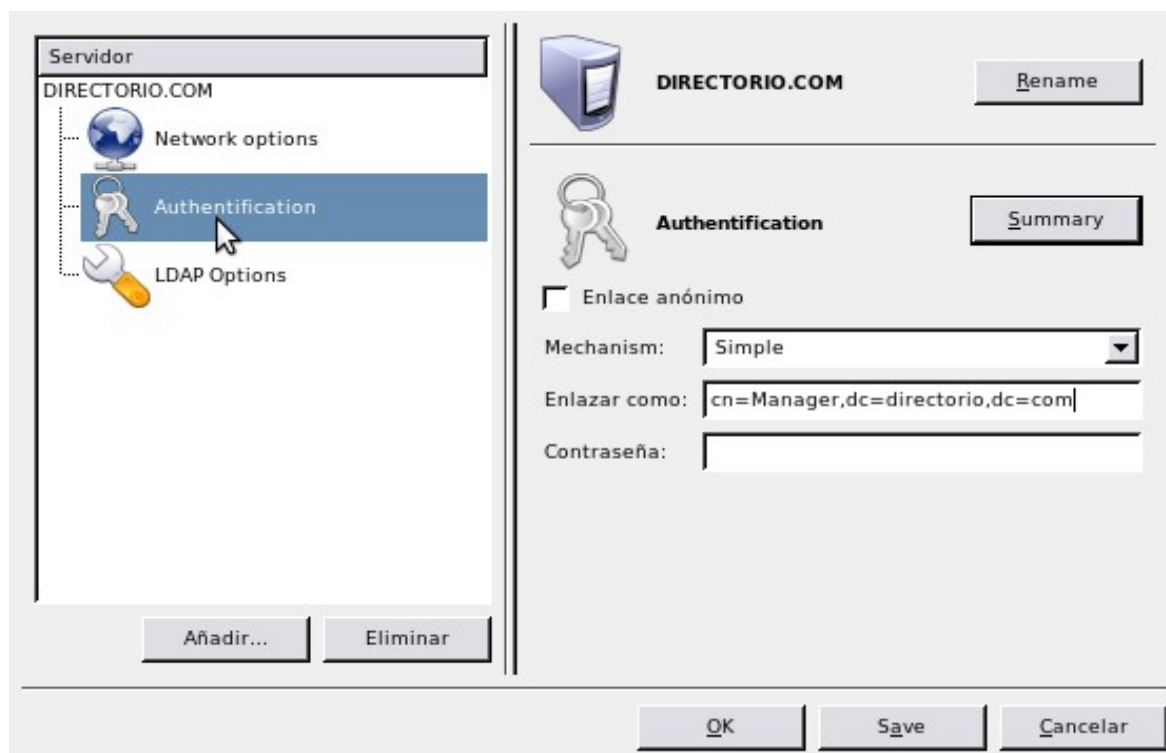 Servidor
DIRECTORIO.COM
Network options
Authentification
LDAP Options
Añadir...
Eliminar
DIRECTORIO.COM
Rename
Authentification
Summary
Enlace anónimo
Mechanism:
Simple
Enlazar como:
cn=Manager,dc=directorio,dc=com
Contraseña:
OK
Save
Cancelar